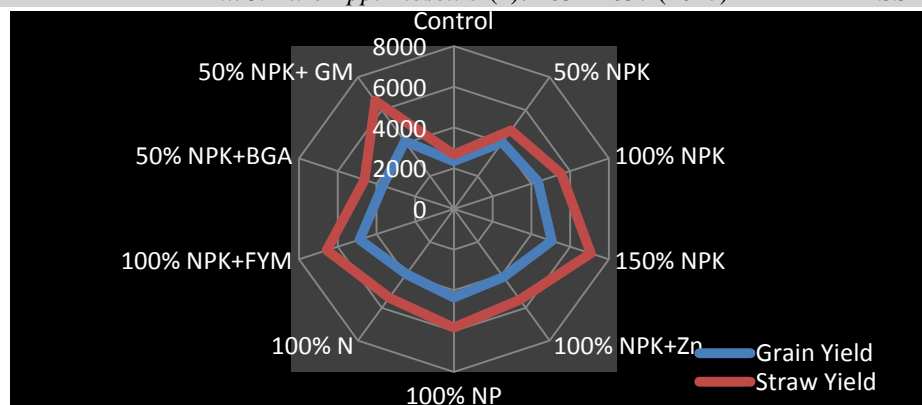 Control
8000
50% NPK+ GM
50% NPK
6000
4000
50% NPK+BGA
100% NPK
2000
0
100% NPK+FYM
150% NPK
100% N
100% NPK+Zn
Grain Yield
Straw Yield
100% NP